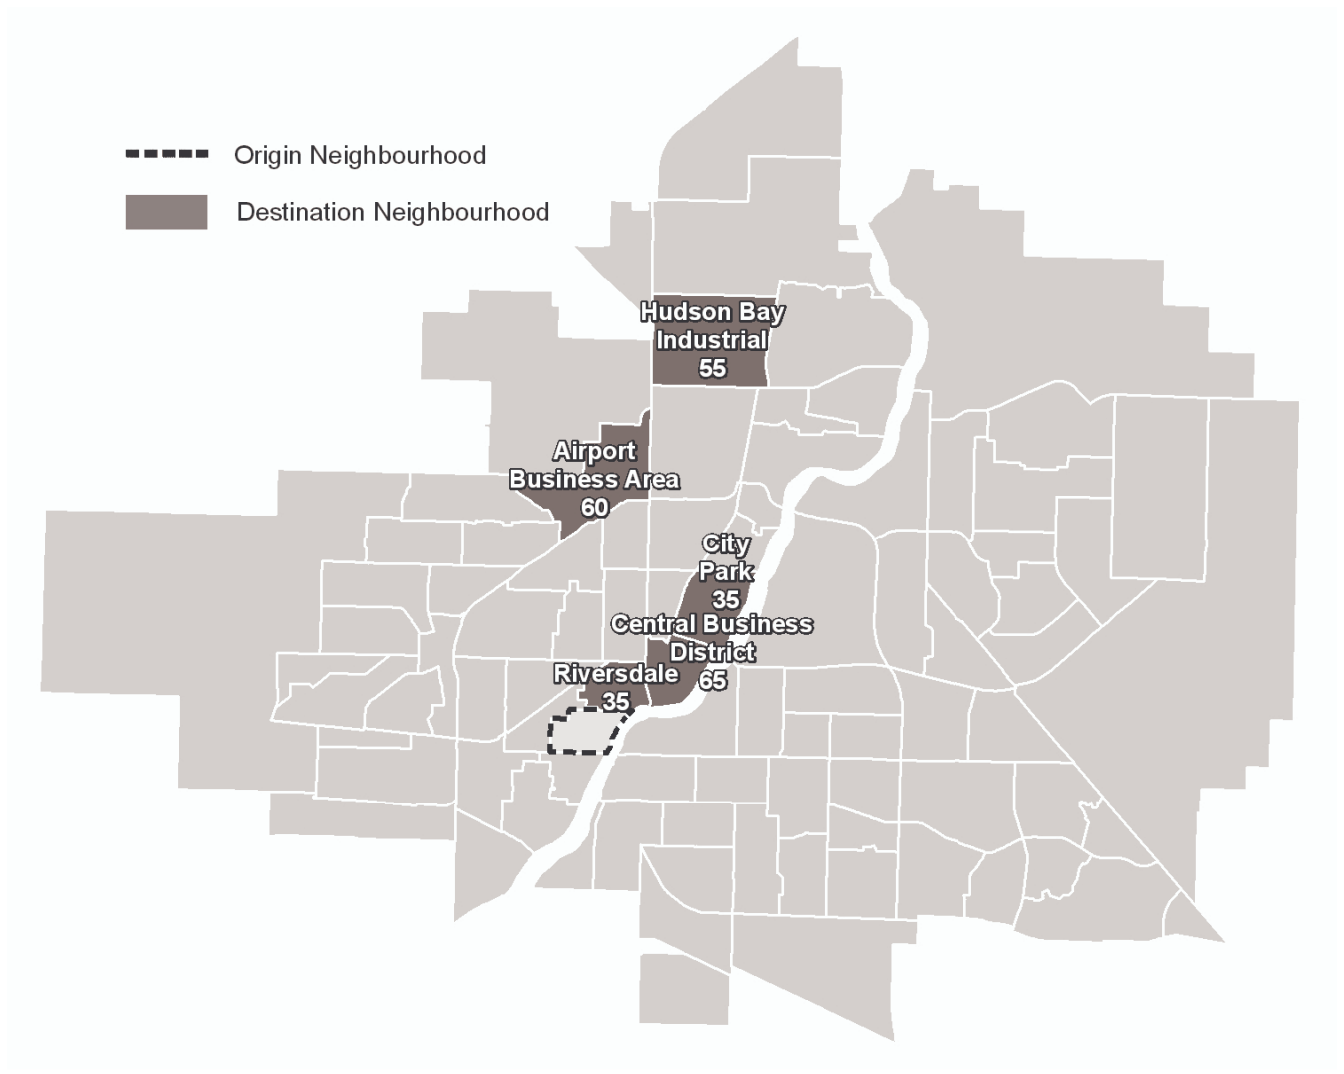 Origin Neighbourhood
Destination Neighbourhood
Hudson Bay
Industrial
55
Airport
Business Area
60
City
Park
35
Central Business
District
65
Riversdale
35